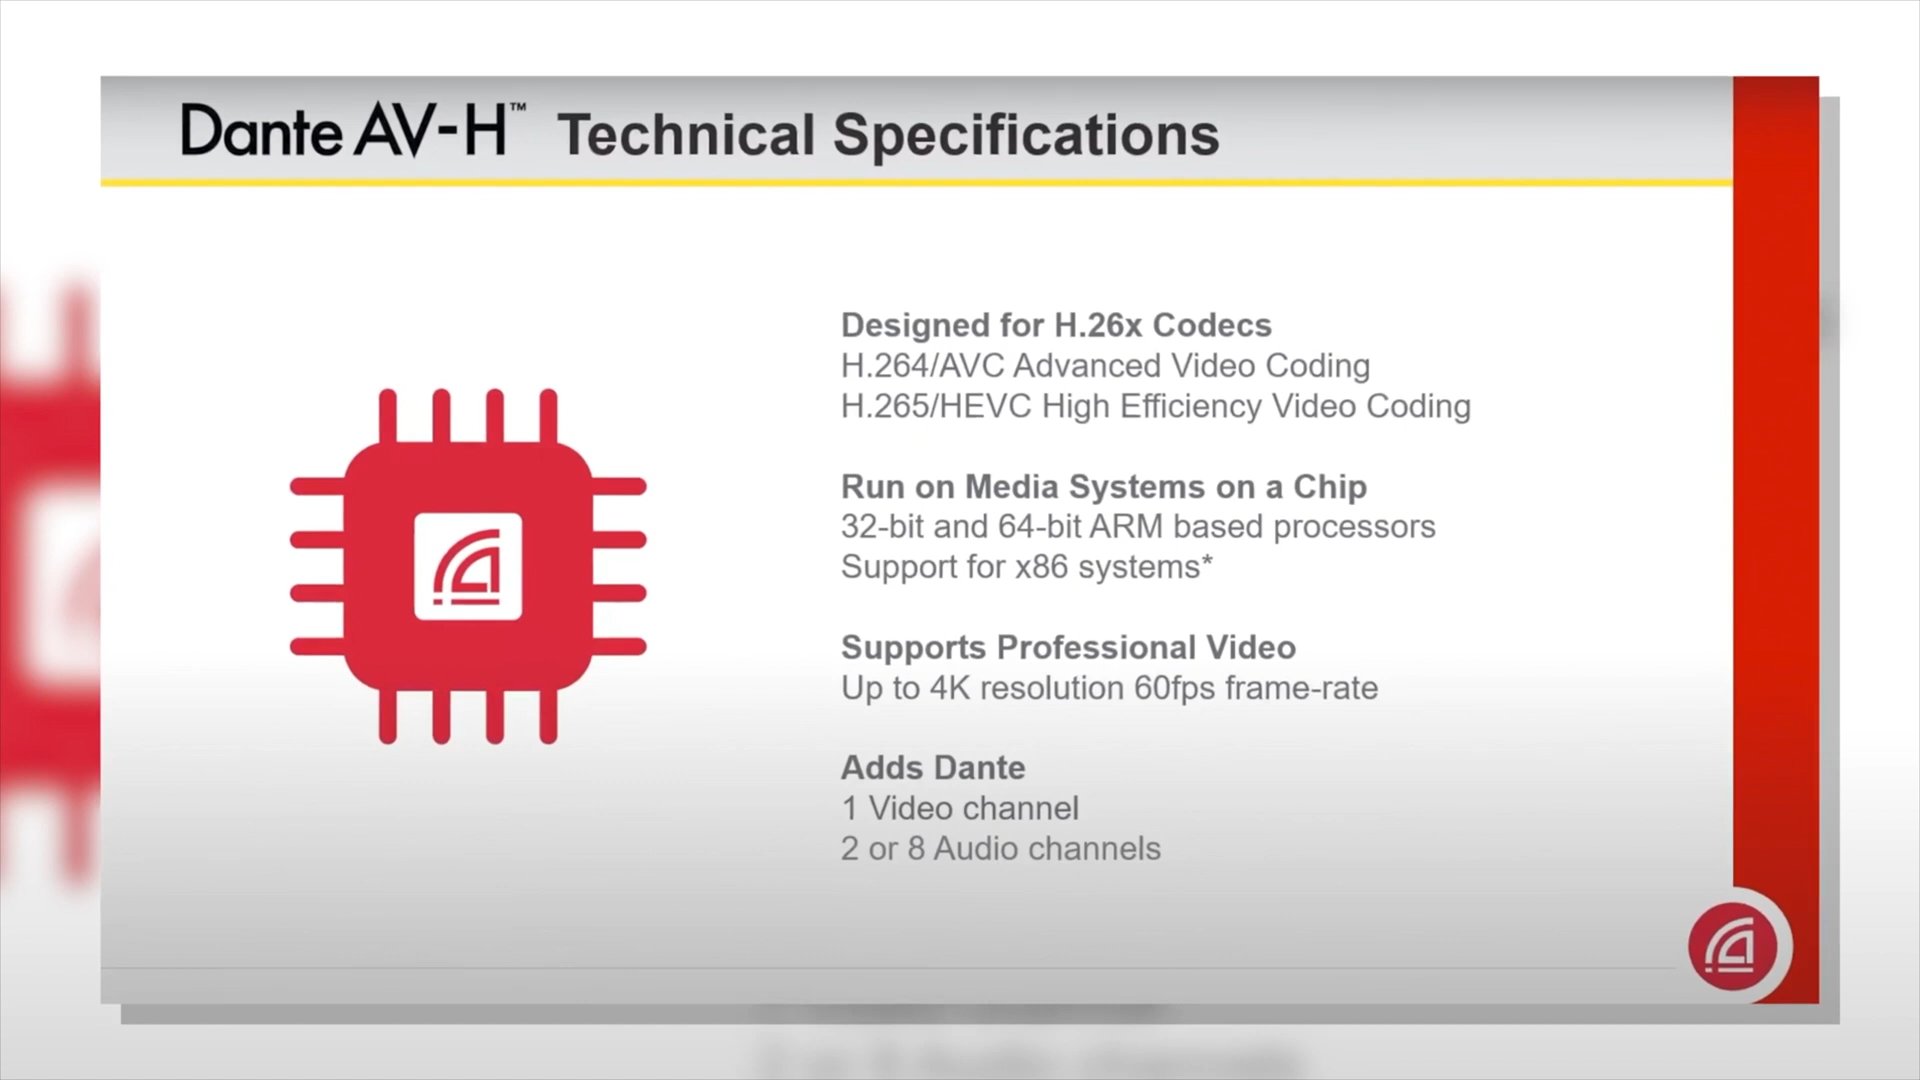 Dante AV-H™ Technical Specifications
Designed for H.26x Codecs
H.264/AVC Advanced Video Coding
H.265/HEVC High Efficiency Video Coding
Run on Media Systems on a Chip
32-bit and 64-bit ARM based processors
Support for x86 systems*
Supports Professional Video
Up to 4K resolution 60fps frame-rate
Adds Dante
1 Video channel
2 or 8 Audio channels